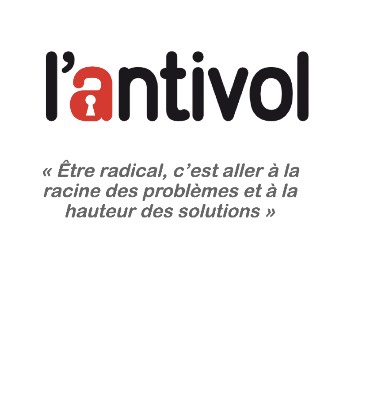 l'antivol
« Être radical, c'est aller à la
racine des problèmes et à la
hauteur des solutions »